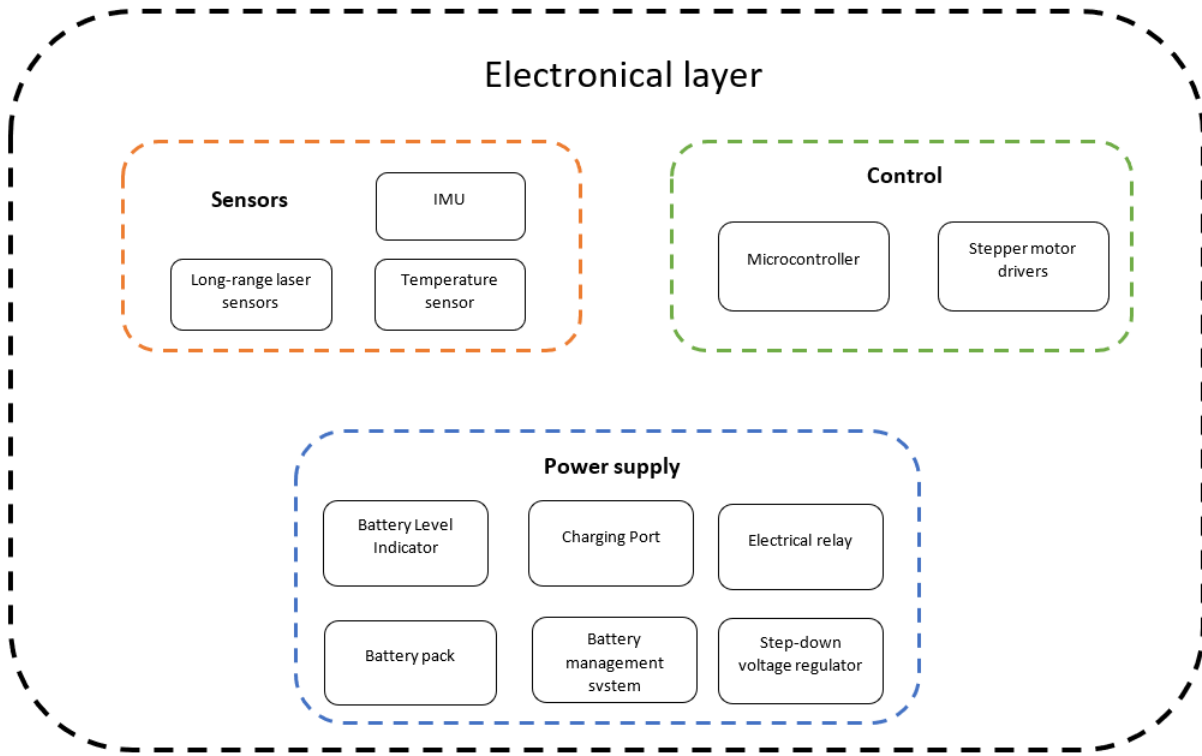 Electronical layer
Sensors
IMU
Long-range laser
sensors
Temperature
sensor
Control
Microcontroller
Stepper motor
drivers
Power supply
Battery Level
Indicator
Charging Port
Electrical relay
Battery pack
Battery
management
system
Step-down
voltage regulator